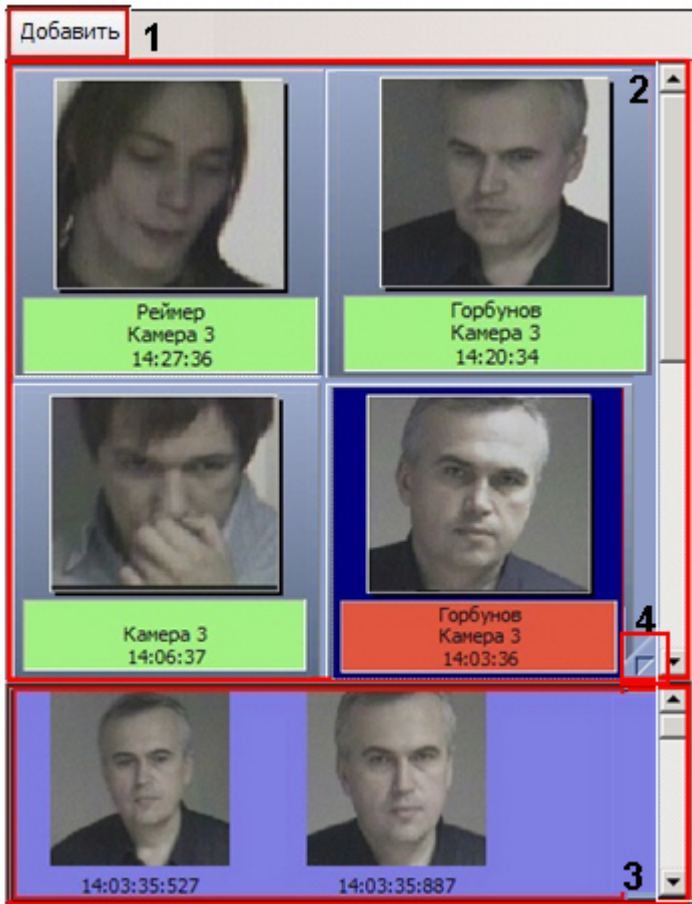 Добавить 1
2
Реймер
Камера 3
14:27:36
Горбунов
Камера 3
14:20:34
Камера 3
14:06:37
Горбунов
Камера 3
14:03:36
4
14:03:35:527
14:03:35:887
3